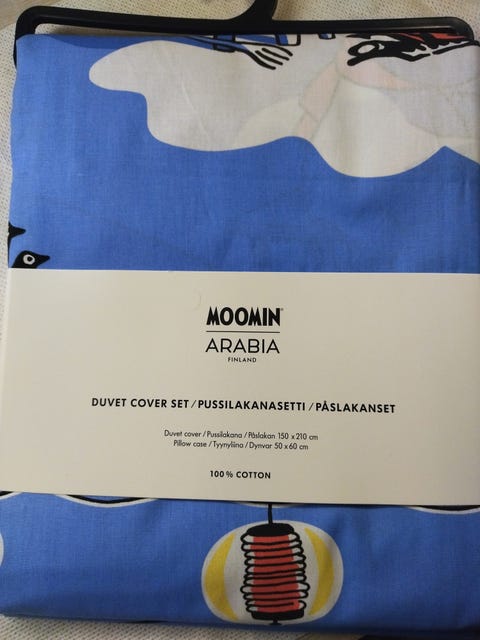 MOOMIN
ARABIA
FINLAND
DUVET COVER SET / PUSSILAKANASETTI / PÅSLAKANSET
Duvet cover / Pussilakana / Påslakan 150 x 210 cm
Pillow case / Tyynyliina / Dynvar 50 x 60 cm
100 % COTTON